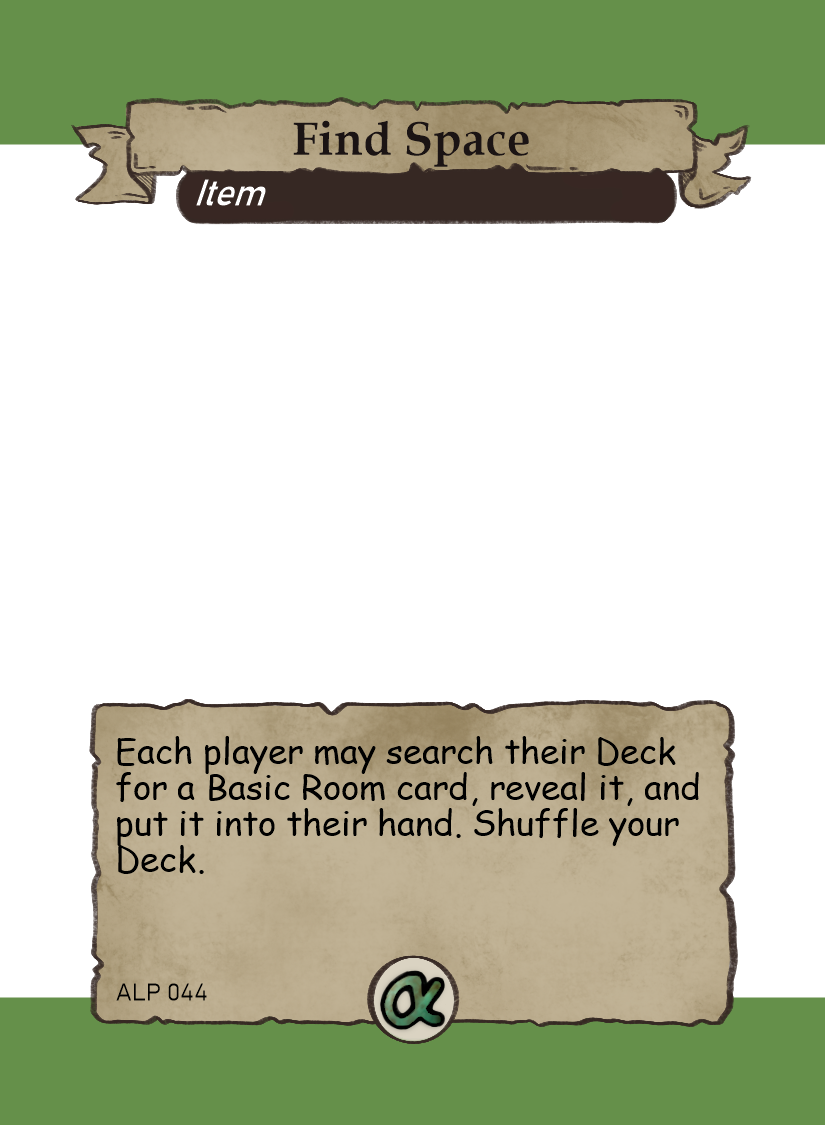 Find Space
Item
Each player may search their Deck
for a Basic Room card, reveal it, and
put it into their hand. Shuffle your
Deck.
ALP 044
α